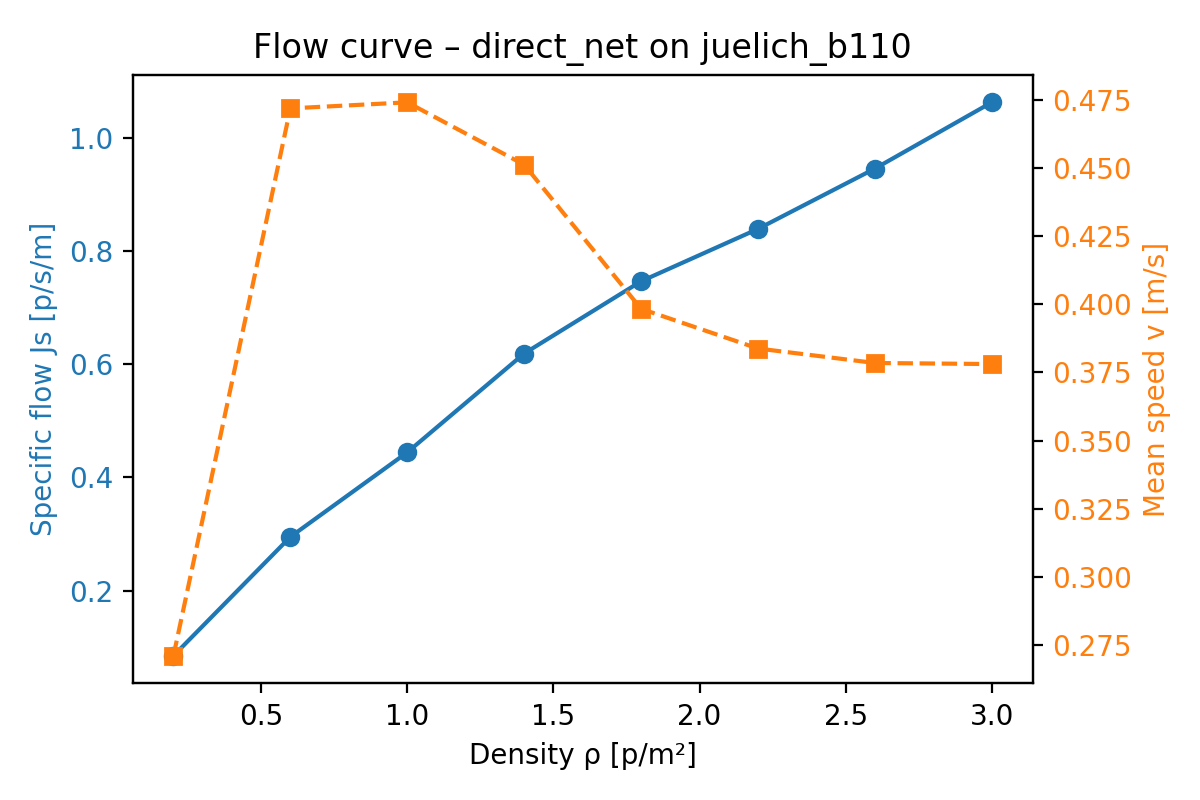 Flow curve – direct_net on juelich_b110
Specific flow Js [p/s/m]
1.0
0.8
0.6
0.4
0.2
0.475
0.450
0.425
0.400
0.375
0.350
0.325
0.300
0.275
Mean speed v [m/s]
0.5 1.0 1.5 2.0 2.5 3.0
Density ρ [p/m²]